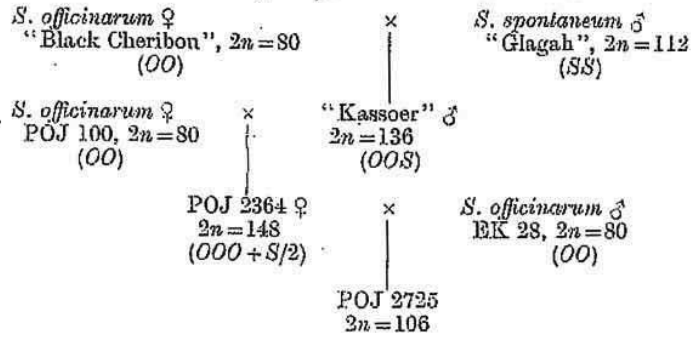 S. officinarum ♀ × S. spontaneum ♂
"Black Cheribon", 2n=80 "Glagah", 2n=112
(OO) (SS)
S. officinarum ♀ × "Kassoer" ♂
POJ 100, 2n=80 2n=136
(OO) (OOS)
POJ 2364 ♀ × S. officinarum ♂
2n=148 EK 28, 2n=80
(OOO + S/2) (OO)
POJ 2725
2n=106